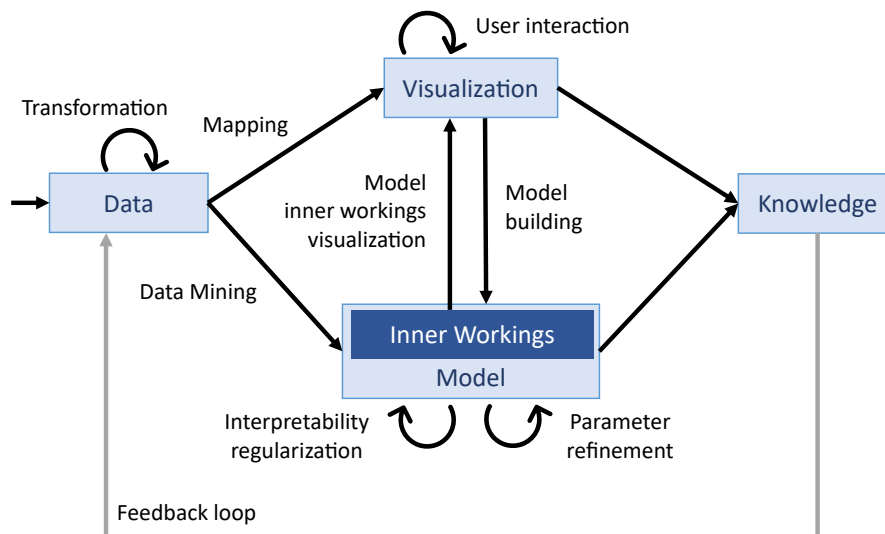 User interaction
Visualization
Transformation
Mapping
Data
Model
inner workings
visualization
Model
building
Knowledge
Data Mining
Inner Workings
Model
Interpretability
regularization
Parameter
refinement
Feedback loop